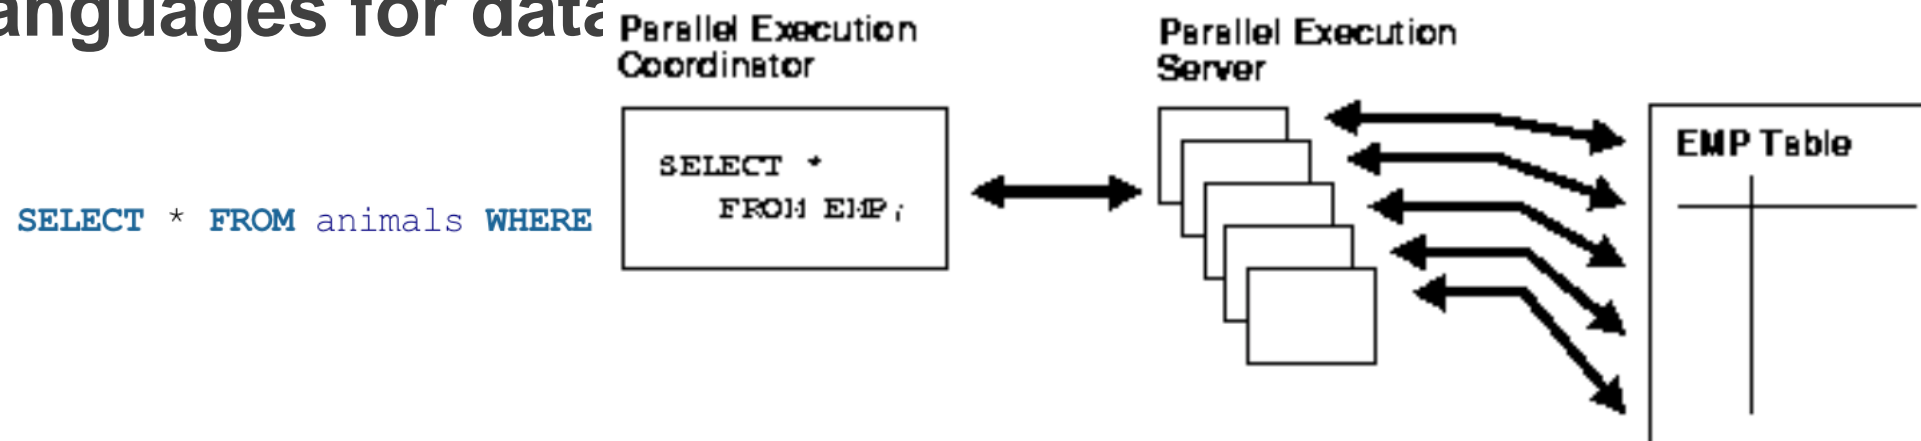 anguages for data
SELECT * FROM animals WHERE
Parallel Execution
Coordinator
SELECT *
FROM EMP;
Parallel Execution
Server
EMP Table